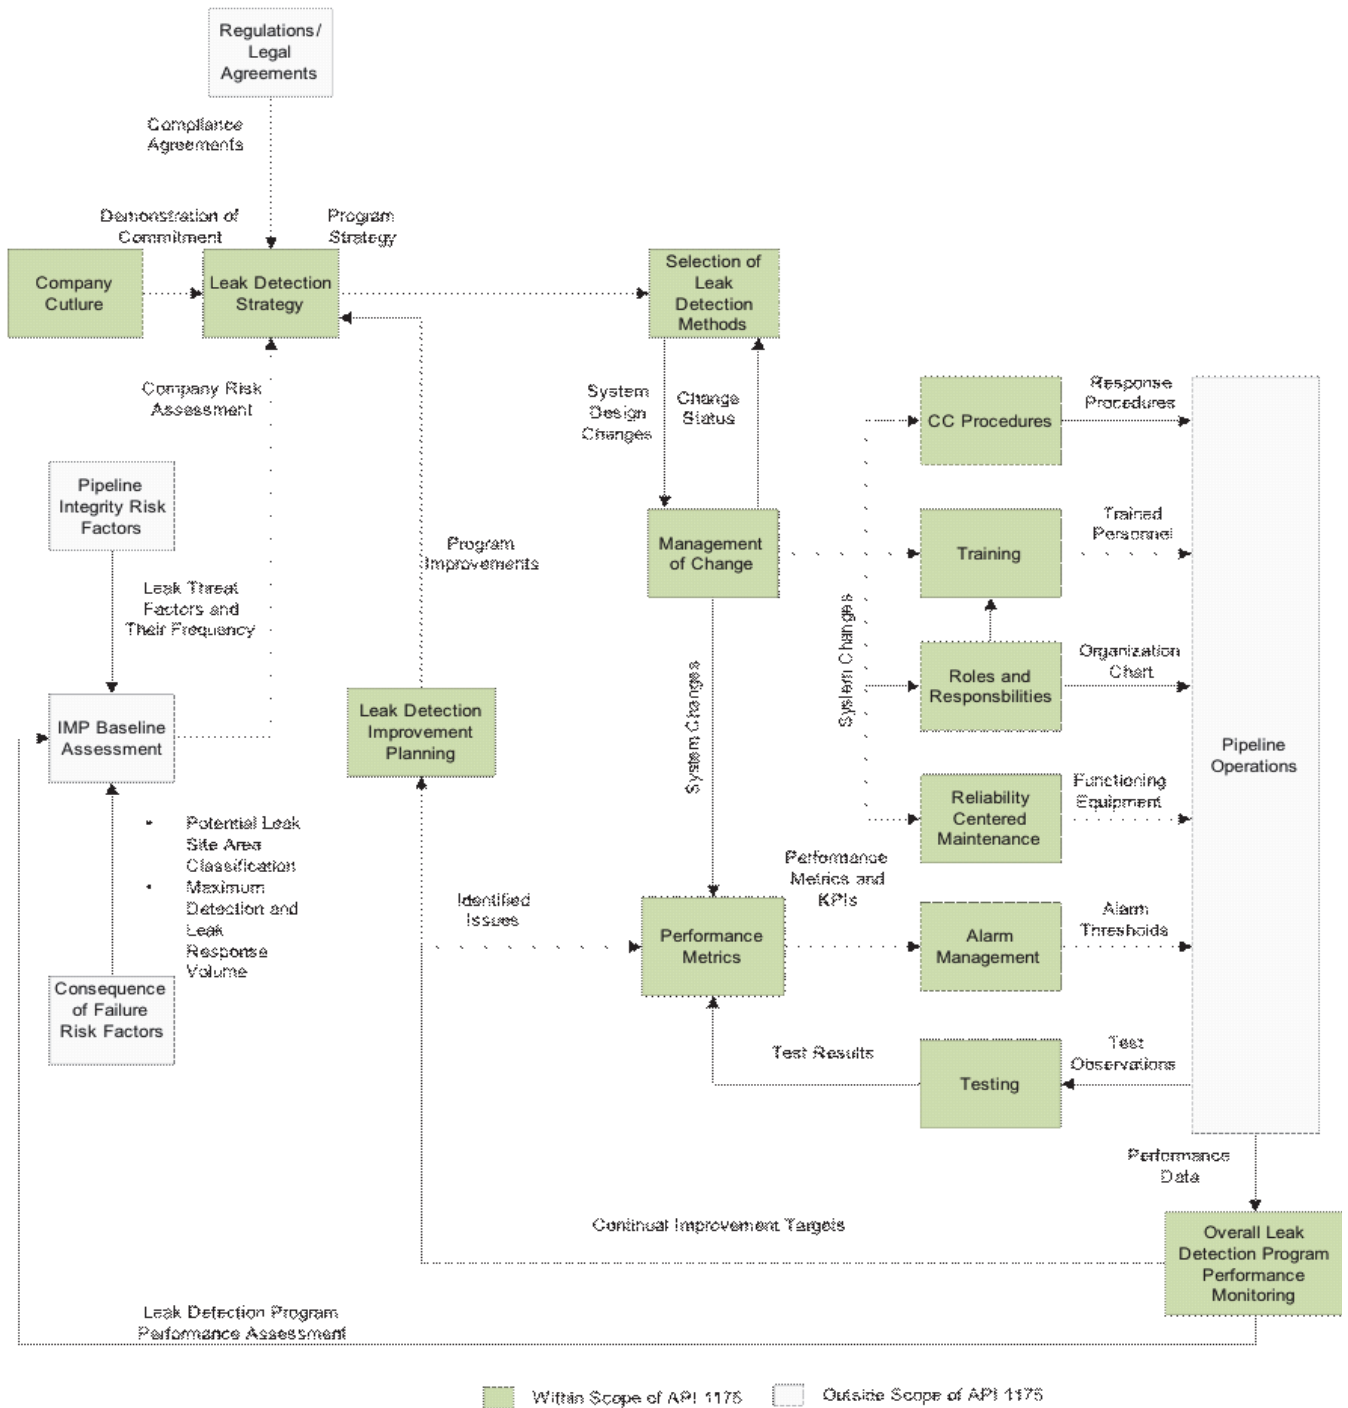 Regulations/
Legal
Agreements
Compliance
Agreements
Demonstration of
Commitment
Program
Strategy
Company
Cutlure
Leak Detection
Strategy
Selection of
Leak
Detection
Methods
Company Risk
Assessment
System
Design
Changes
Change
Status
CC Procedures
Response
Procedures
Pipeline
Integrity Risk
Factors
Program
Improvements
Management
of Change
Training
Trained
Personnel
Leak Threat
Factors and
Their Frequency
System Changes
System Changes
Roles and
Responsbilities
Organization
Chart
IMP Baseline
Assessment
Leak Detection
Improvement
Planning
Pipeline
Operations
Reliability
Centered
Maintenance
Functioning
Equipment
• Potential Leak
Site Area
Classification
• Maximum
Detection and
Leak
Response
Volume
Identified
Issues
Performance
Metrics and
KPIs
Performance
Metrics
Alarm
Management
Alarm
Thresholds
Consequence
of Failure
Risk Factors
Test Results
Testing
Test
Observations
Performance
Data
Continual Improvement Targets
Overall Leak
Detection Program
Performance
Monitoring
Leak Detection Program
Performance Assessment
Within Scope of API 1175
Outside Scope of API 1175